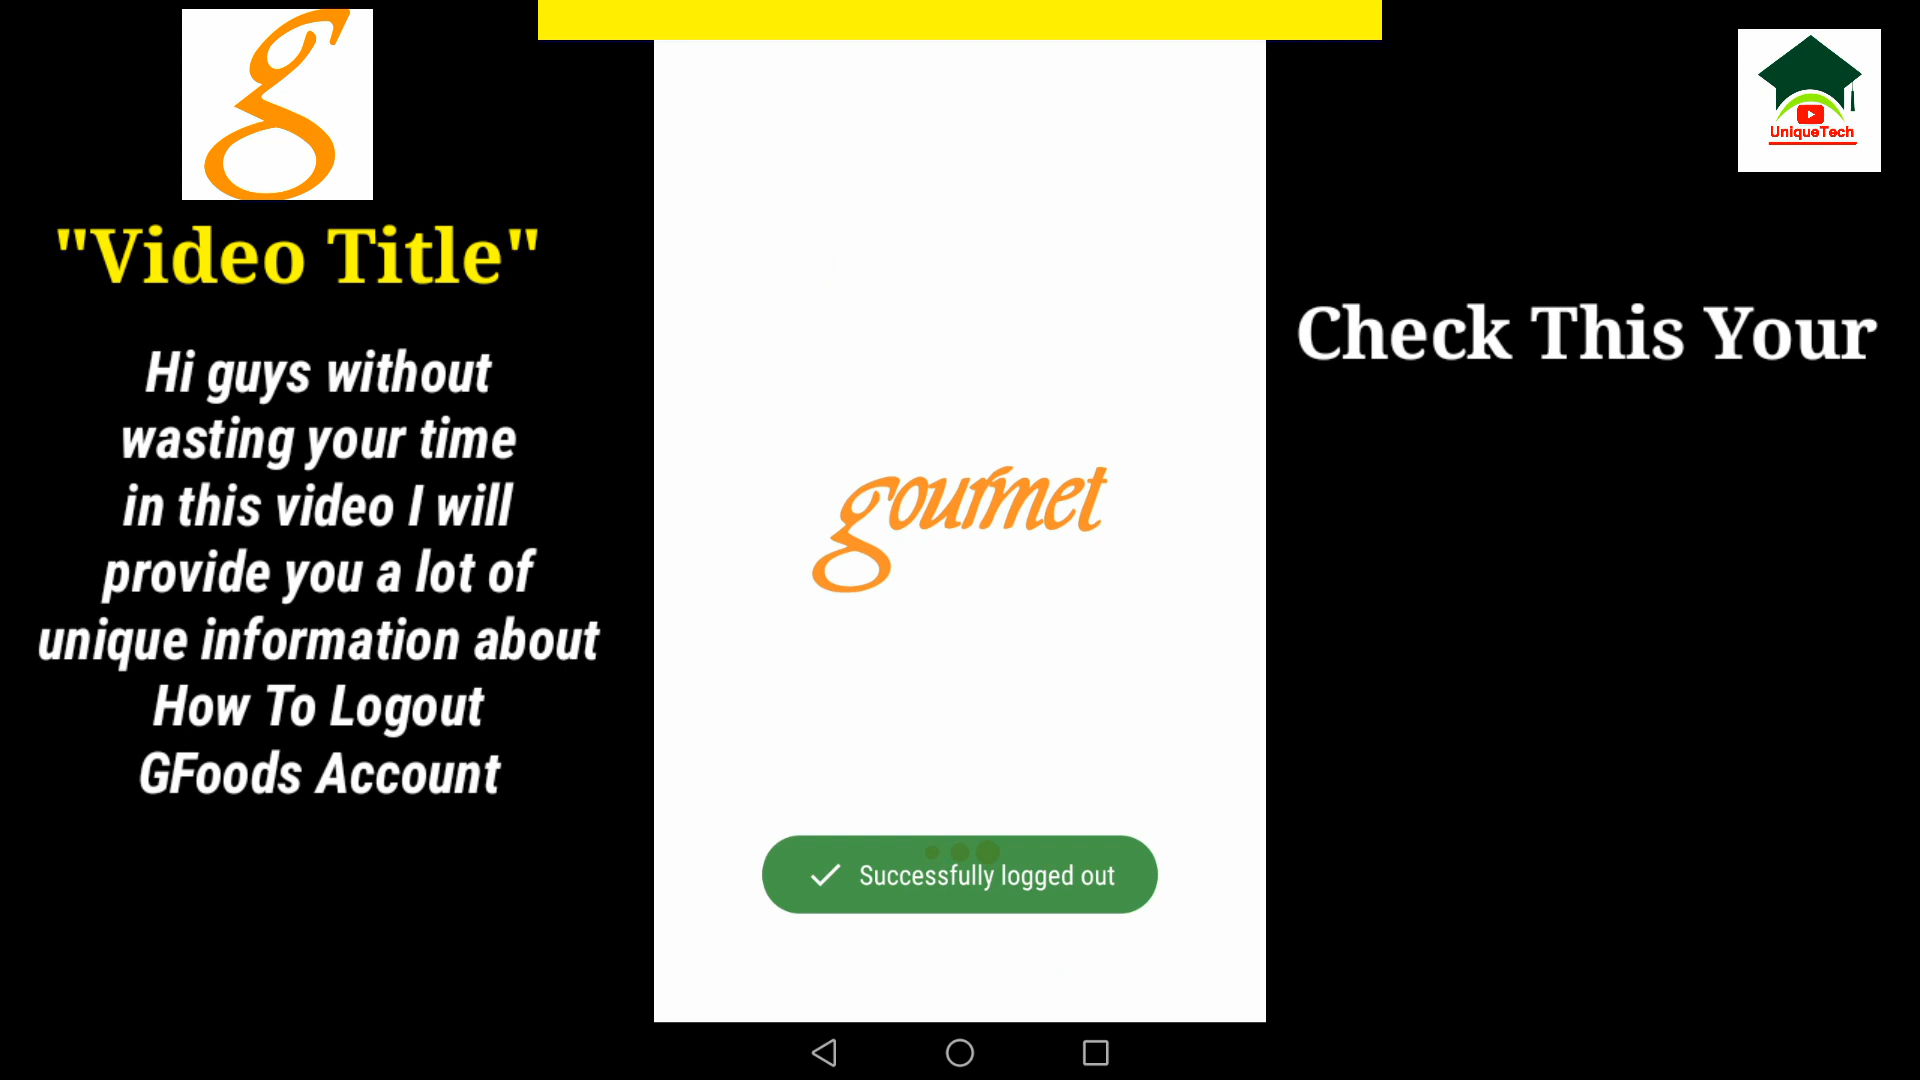 g
"Video Title"
Hi guys without
wasting your time
in this video I will
provide you a lot of
unique information about
How To Logout
GFoods Account
gourmet
Successfully logged out
UniqueTech
Check This Your